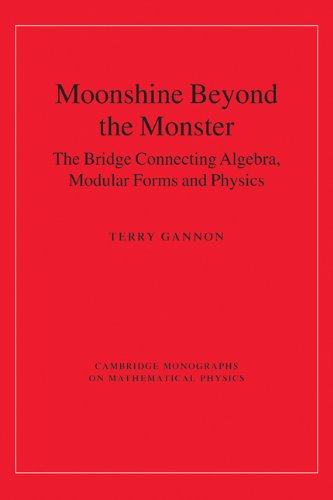 Moonshine Beyond
the Monster
The Bridge Connecting Algebra,
Modular Forms and Physics
TERRY GANNON
CAMBRIDGE MONOGRAPHS
ON MATHEMATICAL PHYSICS